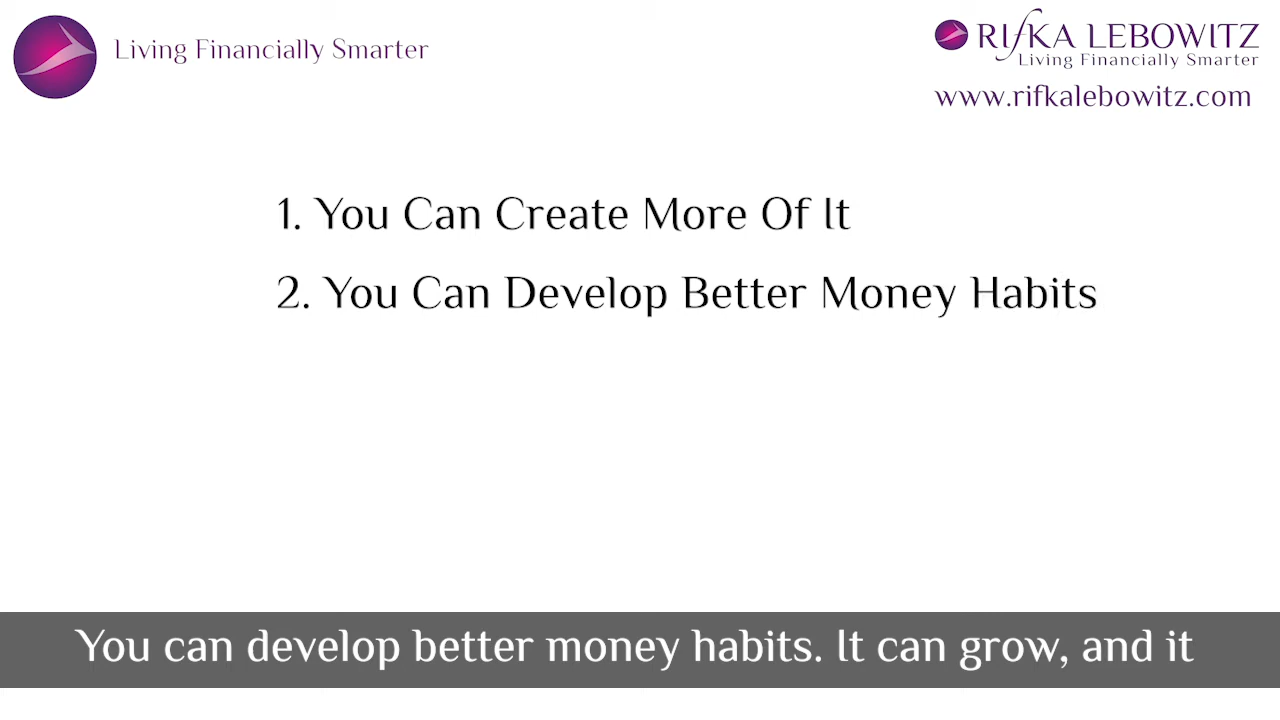 Living Financially Smarter
RIfKA LEBOWITZ
Living Financially Smarter
www.rifkalebowitz.com
1. You Can Create More Of It
2. You Can Develop Better Money Habits
You can develop better money habits. It can grow, and it